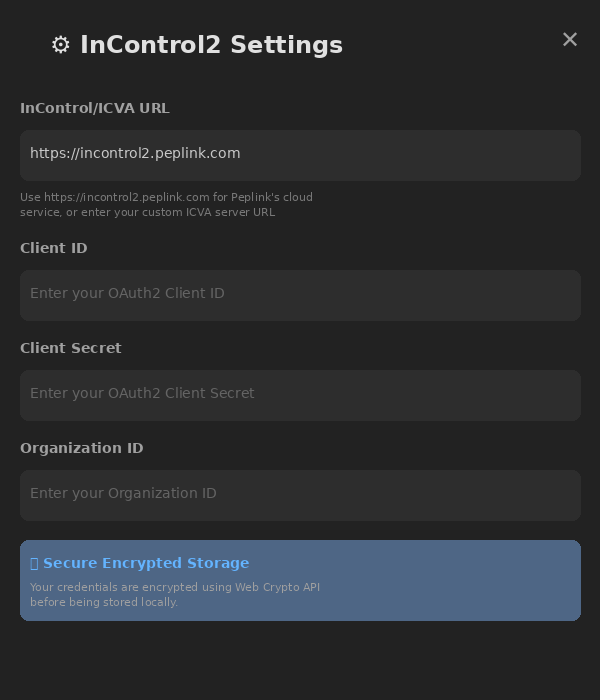 ⚙ InControl2 Settings ✕
InControl/ICVA URL
https://incontrol2.peplink.com
Use https://incontrol2.peplink.com for Peplink's cloud
service, or enter your custom ICVA server URL
Client ID
Enter your OAuth2 Client ID
Client Secret
Enter your OAuth2 Client Secret
Organization ID
Enter your Organization ID
Secure Encrypted Storage
Your credentials are encrypted using Web Crypto API
before being stored locally.